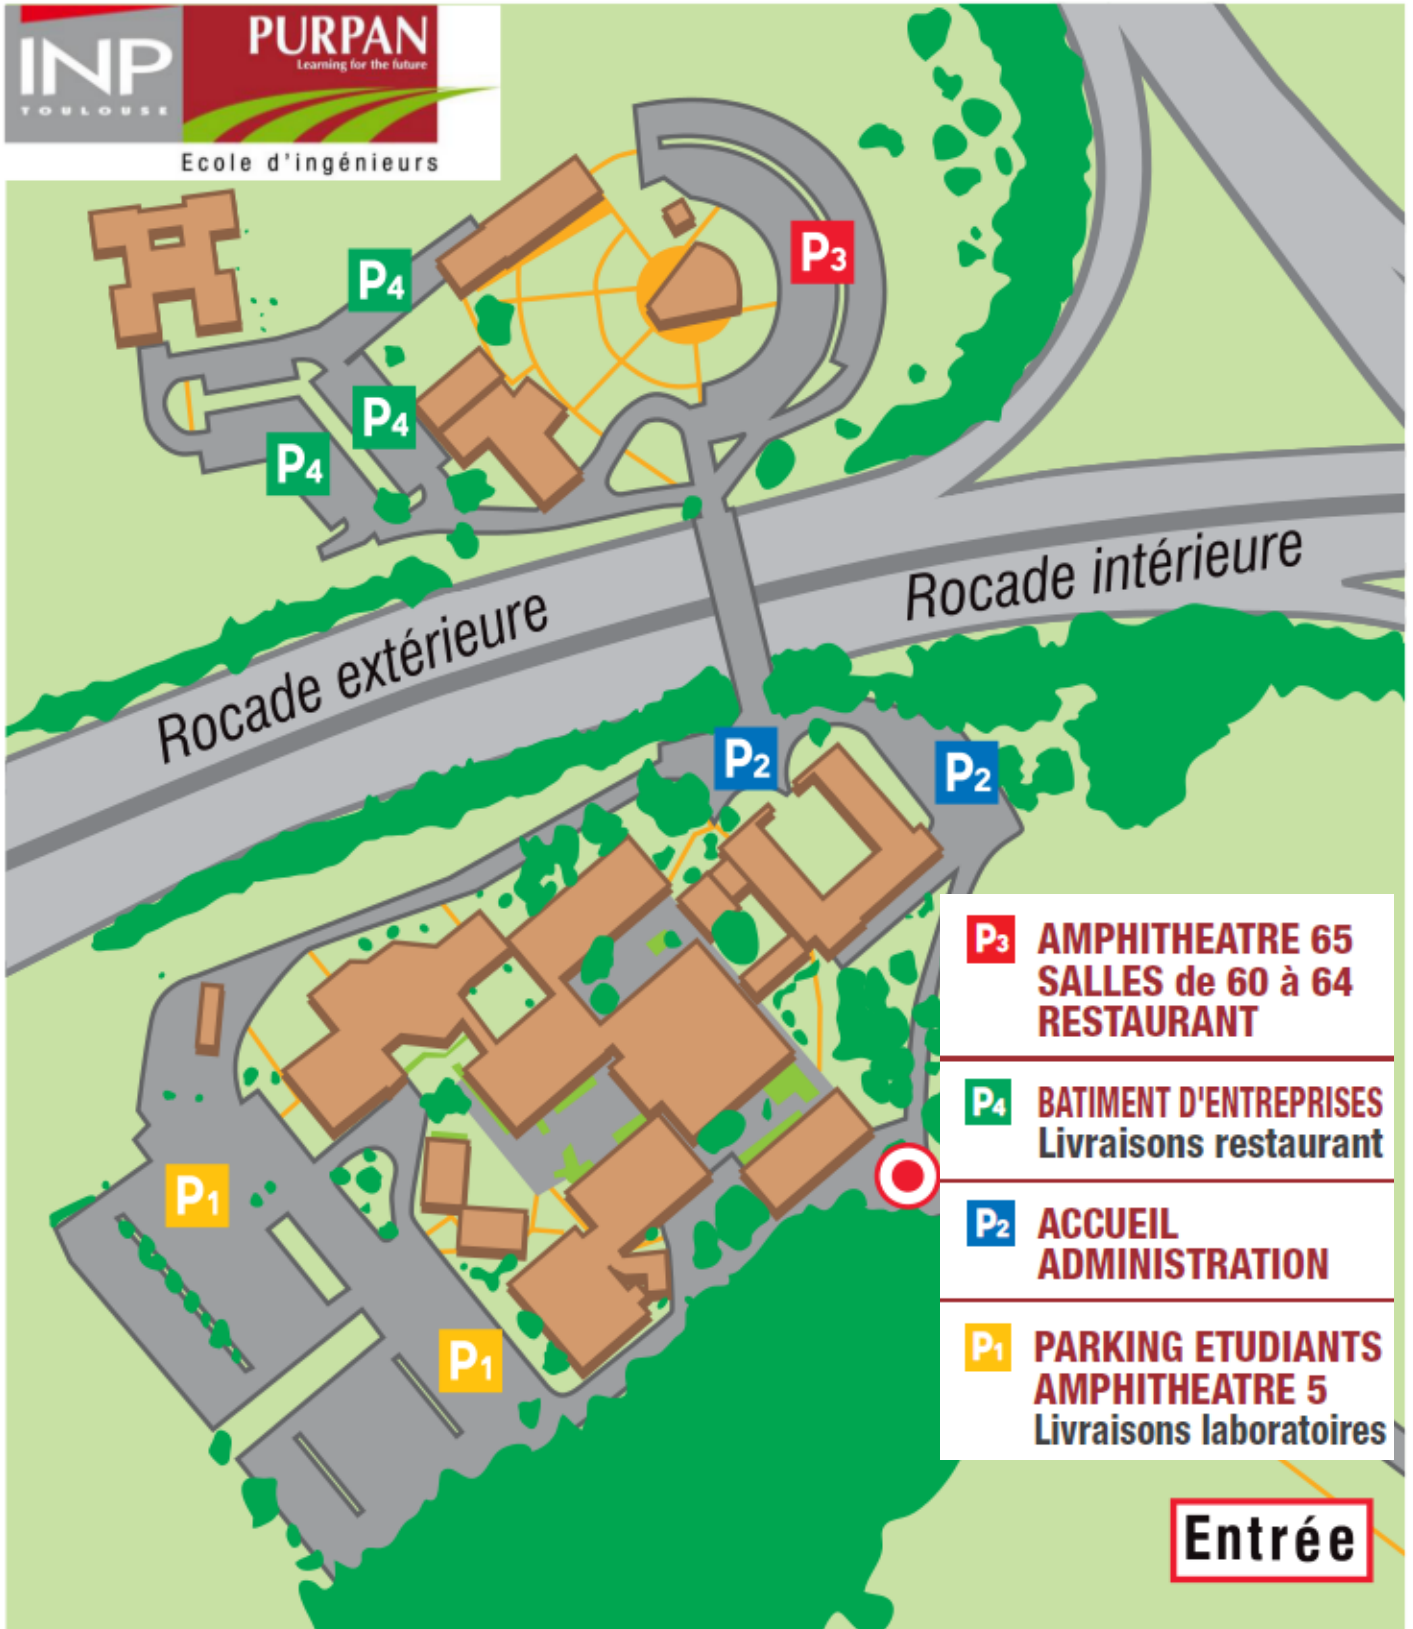 INP
TOULOUSE
PURPAN
Learning for the future
Ecole d'ingénieurs
P3
P4
P4
P4
Rocade intérieure
Rocade extérieure
P2
P2
P1
P1
P3 AMPHITHEATRE 65
SALLES de 60 à 64
RESTAURANT
P4 BATIMENT D'ENTREPRISES
Livraisons restaurant
P2 ACCUEIL
ADMINISTRATION
P1 PARKING ETUDIANTS
AMPHITHEATRE 5
Livraisons laboratoires
Entrée